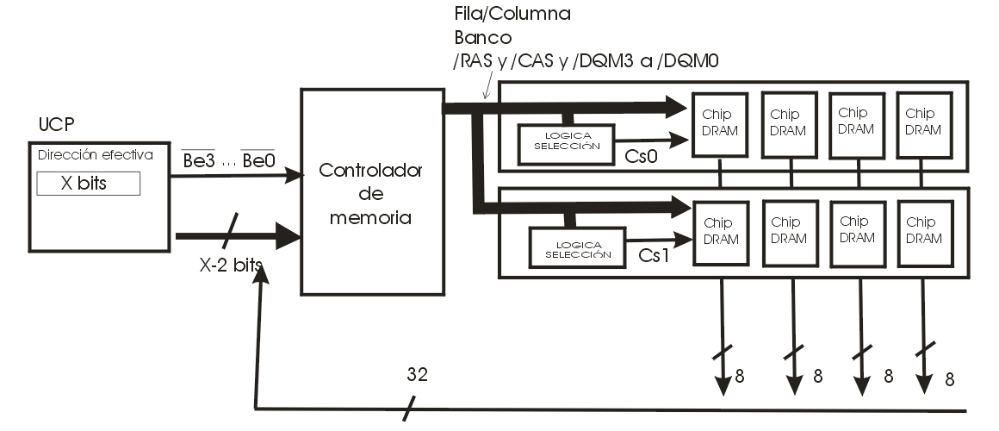 Fila/Columna
Banco
/RAS y /CAS y /DQM3 a /DQM0
UCP
Dirección efectiva
X bits
Be3 ... Be0
X-2 bits
Controlador
de
memoria
LOGICA
SELECCIÓN
Cs0
Chip
DRAM
Chip
DRAM
Chip
DRAM
Chip
DRAM
LOGICA
SELECCIÓN
Cs1
Chip
DRAM
Chip
DRAM
Chip
DRAM
Chip
DRAM
8
8
8
8
32